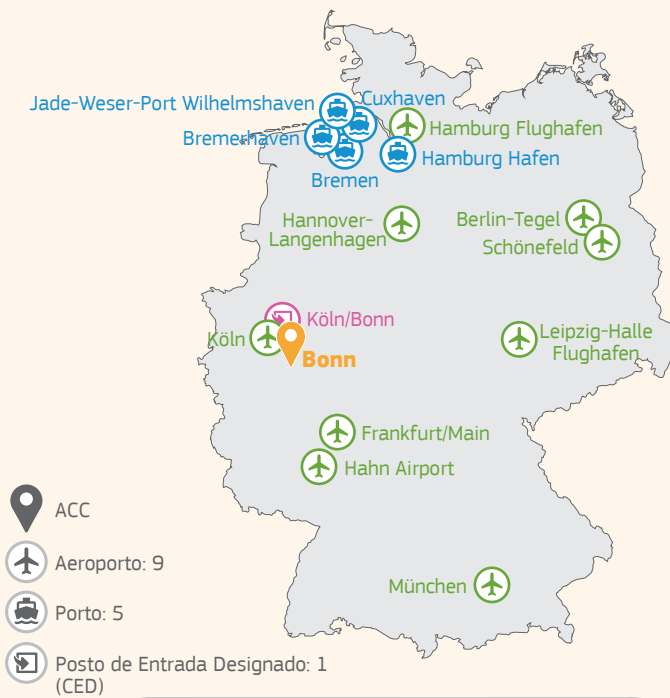 Jade-Weser-Port Wilhelmshaven
Cuxhaven
Bremerhaven
Hamburg Flughafen
Bremen
Hamburg Hafen
Hannover-
Langenhagen
Berlin-Tegel
Schönefeld
Köln/Bonn
Köln
Bonn
Leipzig-Halle
Flughafen
Frankfurt/Main
Hahn Airport
München
ACC
Aeroporto: 9
Porto: 5
Posto de Entrada Designado: 1
(CED)